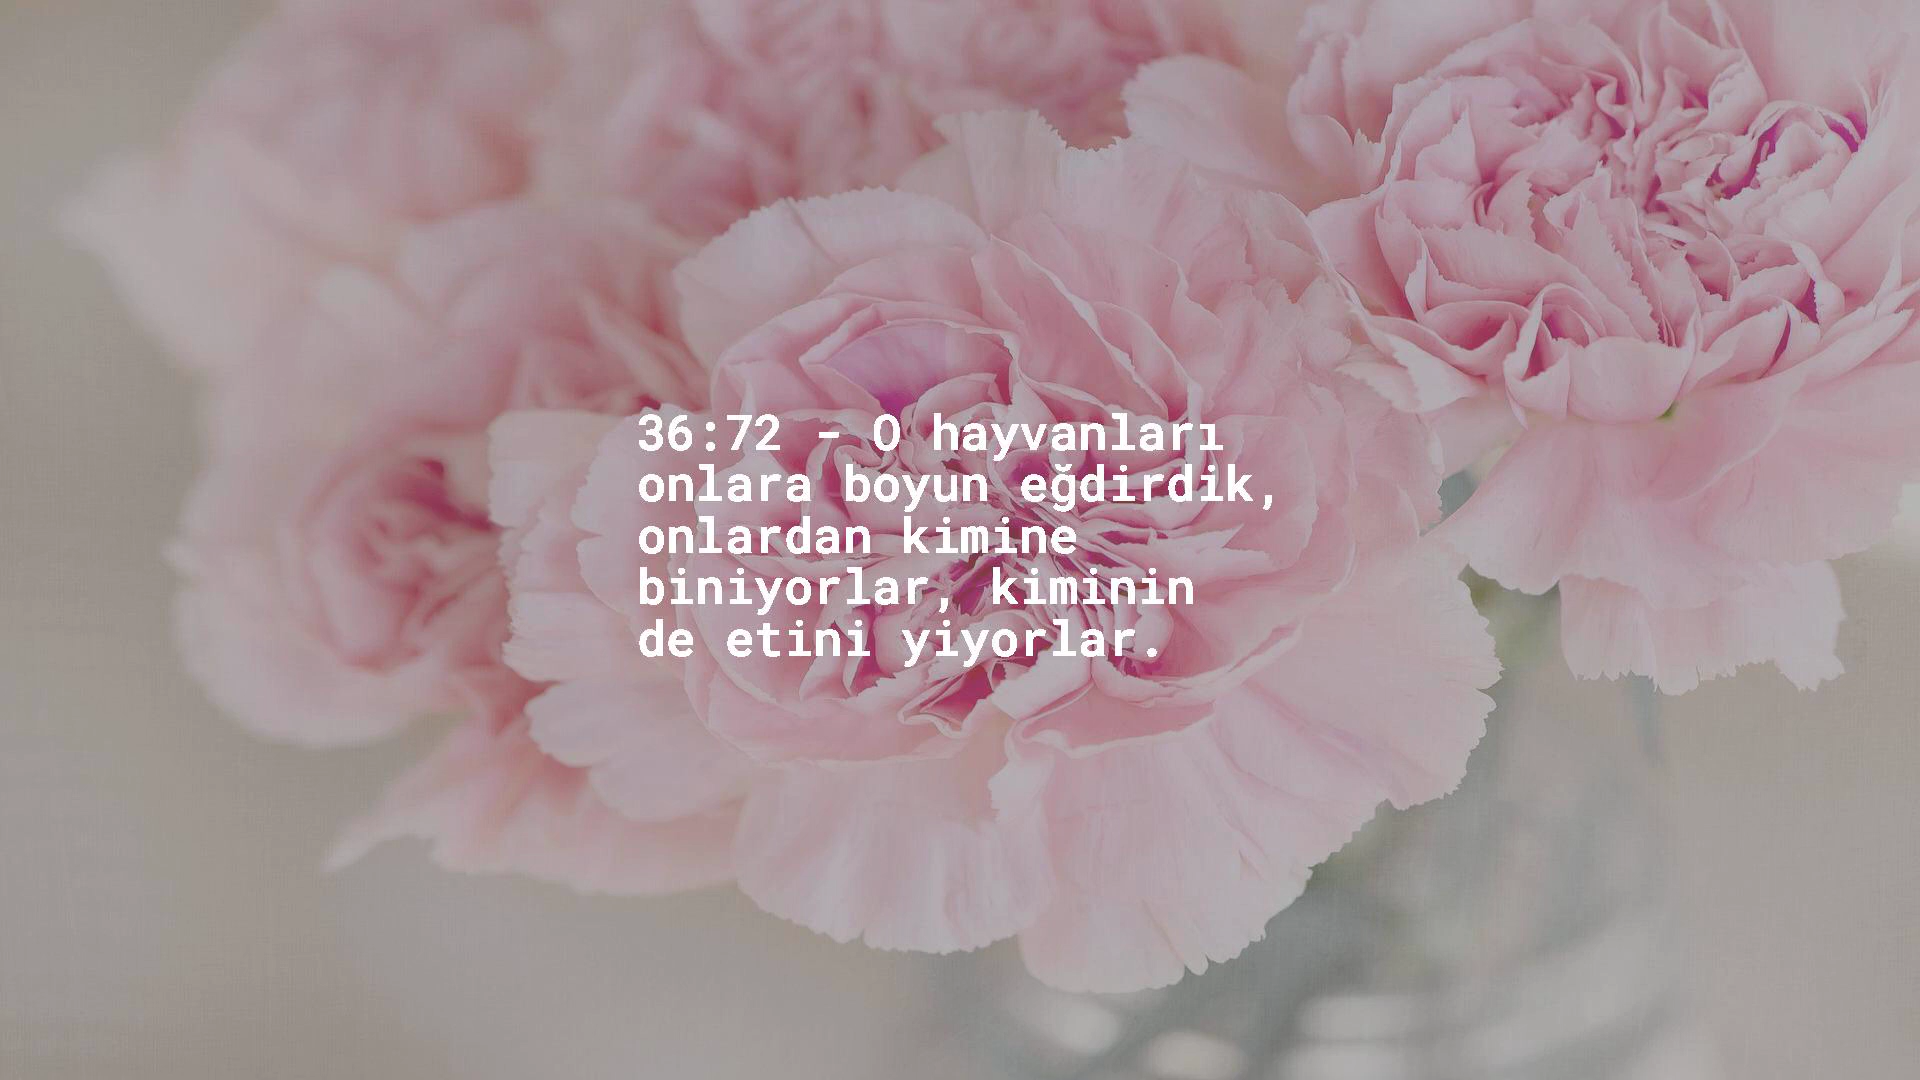 36:72 - O hayvanları
onlara boyun eğdirdik,
onlardan kimine
biniyorlar, kiminin
de etini yiyorlar.